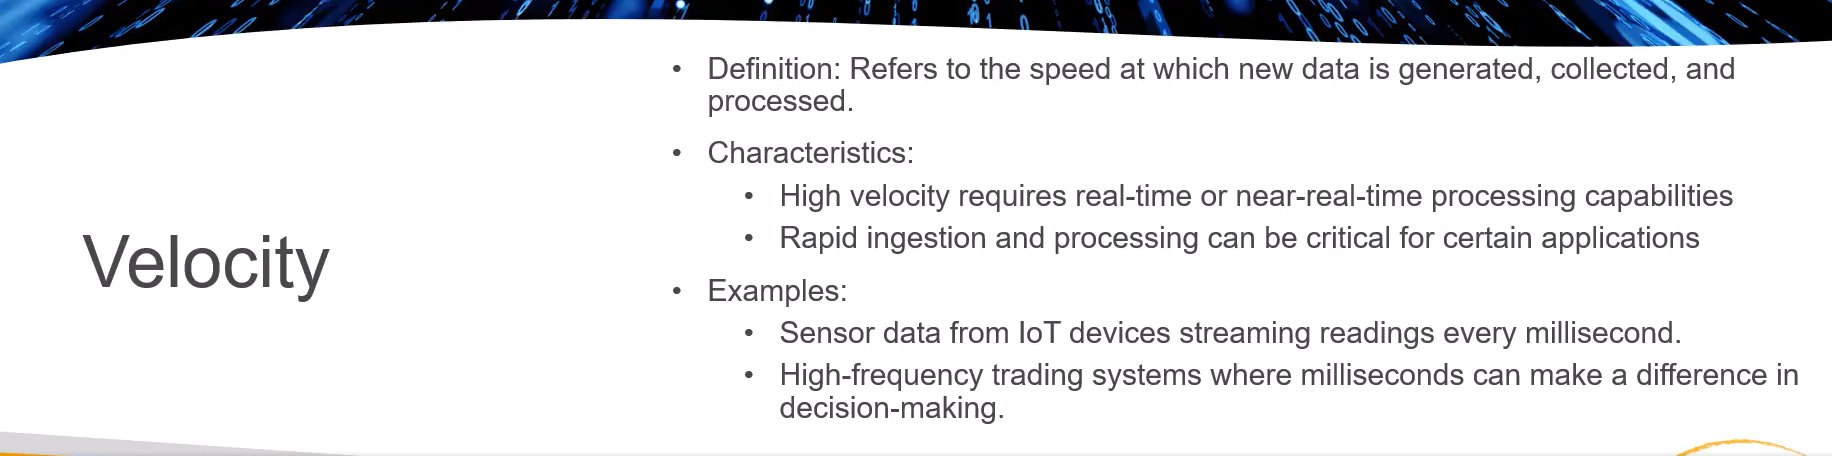 Velocity
• Definition: Refers to the speed at which new data is generated, collected, and
processed.
• Characteristics:
• High velocity requires real-time or near-real-time processing capabilities
• Rapid ingestion and processing can be critical for certain applications
• Examples:
• Sensor data from IoT devices streaming readings every millisecond.
• High-frequency trading systems where milliseconds can make a difference in
decision-making.